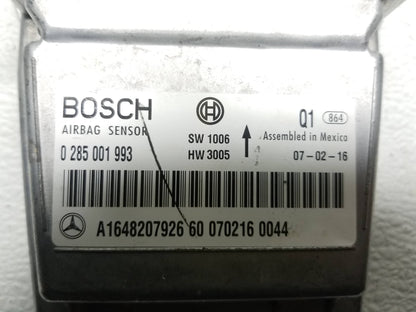 BOSCH
AIRBAG SENSOR
0 285 001 993
SW 1006
HW 3005
Q1 864
Assembled in Mexico
07-02-16
A1648207926 60 070216 0044